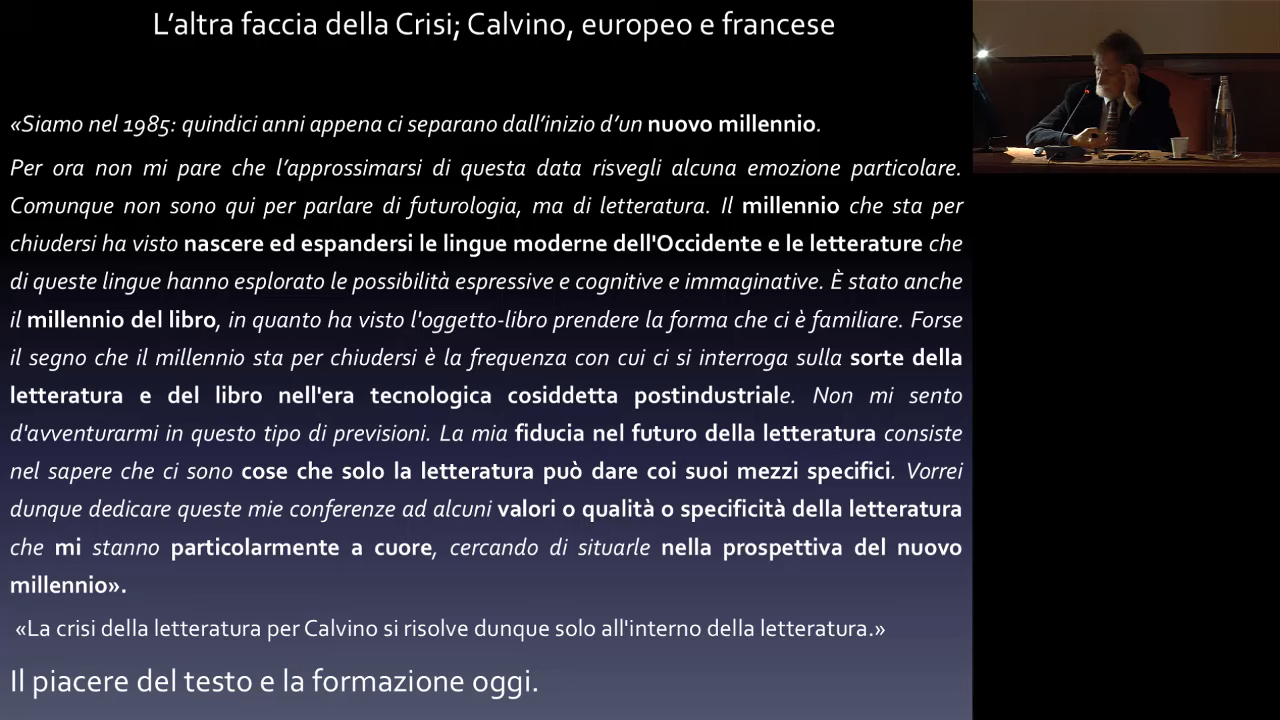 L’altra faccia della Crisi; Calvino, europeo e francese
«Siamo nel 1985: quindici anni appena ci separano dall’inizio d’un nuovo millennio.
Per ora non mi pare che l’approssimarsi di questa data risvegli alcuna emozione particolare.
Comunque non sono qui per parlare di futurologia, ma di letteratura. Il millennio che sta per
chiudersi ha visto nascere ed espandersi le lingue moderne dell'Occidente e le letterature che
di queste lingue hanno esplorato le possibilità espressive e cognitive e immaginative. È stato anche
il millennio del libro, in quanto ha visto l'oggetto-libro prendere la forma che ci è familiare. Forse
il segno che il millennio sta per chiudersi è la frequenza con cui ci si interroga sulla sorte della
letteratura e del libro nell'era tecnologica cosiddetta postindustriale. Non mi sento
d'avventurarmi in questo tipo di previsioni. La mia fiducia nel futuro della letteratura consiste
nel sapere che ci sono cose che solo la letteratura può dare coi suoi mezzi specifici. Vorrei
dunque dedicare queste mie conferenze ad alcuni valori o qualità o specificità della letteratura
che mi stanno particolarmente a cuore, cercando di situarle nella prospettiva del nuovo
millennio».
«La crisi della letteratura per Calvino si risolve dunque solo all'interno della letteratura.»
Il piacere del testo e la formazione oggi.